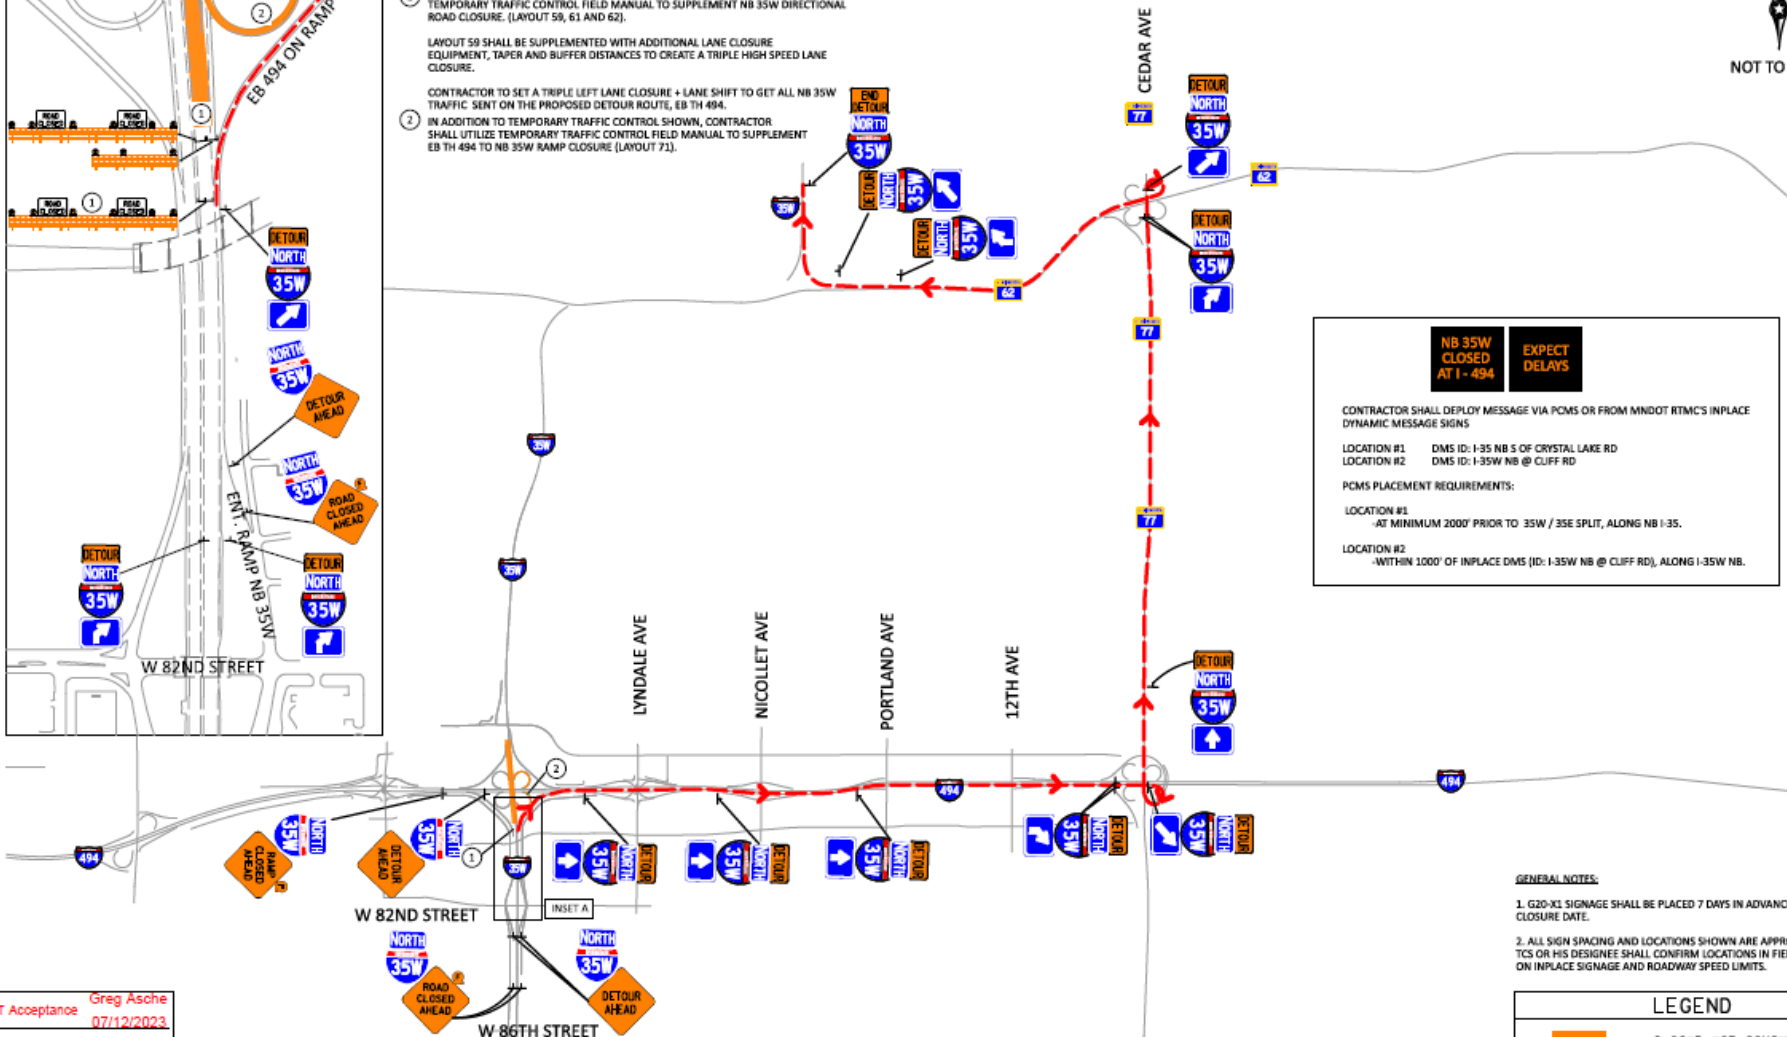 TEMPORARY TRAFFIC CONTROL FIELD MANUAL TO SUPPLEMENT NB 35W DIRECTIONAL
ROAD CLOSURE. (LAYOUT 59, 61 AND 62).
LAYOUT 59 SHALL BE SUPPLEMENTED WITH ADDITIONAL LANE CLOSURE
EQUIPMENT, TAPER AND BUFFER DISTANCES TO CREATE A TRIPLE HIGH SPEED LANE
CLOSURE.
CONTRACTOR TO SET A TRIPLE LEFT LANE CLOSURE + LANE SHIFT TO GET ALL NB 35W
TRAFFIC SENT ON THE PROPOSED DETOUR ROUTE, EB TH 494.
2 IN ADDITION TO TEMPORARY TRAFFIC CONTROL SHOWN, CONTRACTOR
SHALL UTILIZE TEMPORARY TRAFFIC CONTROL FIELD MANUAL TO SUPPLEMENT
EB TH 494 TO NB 35W RAMP CLOSURE (LAYOUT 71).
2
EB 494 ON RAMP
1
ROAD CLOSED
ROAD CLOSED
ROAD CLOSED
1
ROAD CLOSED
DETOUR
NORTH
35W
NORTH
35W
DETOUR
AHEAD
NORTH
35W
ROAD
CLOSED
AHEAD
ENT. RAMP NB 35W
DETOUR
NORTH
35W
DETOUR
NORTH
35W
W 82ND STREET
CEDAR AVE
NOT TO
77
DETOUR
NORTH
35W
END
DETOUR
NORTH
35W
DETOUR
NORTH
35W
DETOUR
NORTH
35W
35W
62
DETOUR
NORTH
35W
62
77
77
35W
35W
NB 35W
CLOSED
AT I - 494
EXPECT
DELAYS
CONTRACTOR SHALL DEPLOY MESSAGE VIA PCMS OR FROM MNDOT RTMC'S INPLACE
DYNAMIC MESSAGE SIGNS
LOCATION #1 DMS ID: I-35 NB S OF CRYSTAL LAKE RD
LOCATION #2 DMS ID: I-35W NB @ CLIFF RD
PCMS PLACEMENT REQUIREMENTS:
LOCATION #1
-AT MINIMUM 2000' PRIOR TO 35W / 35E SPLIT, ALONG NB I-35.
LOCATION #2
-WITHIN 1000' OF INPLACE DMS (ID: I-35W NB @ CLIFF RD), ALONG I-35W NB.
LYNDALE AVE
NICOLLET AVE
PORTLAND AVE
12TH AVE
DETOUR
NORTH
35W
2
494
494
494
1
35W
NORTH
35W
RAMP
CLOSED
AHEAD
NORTH
35W
DETOUR
AHEAD
35W
NORTH
DETOUR
35W
NORTH
DETOUR
35W
NORTH
DETOUR
35W
NORTH
DETOUR
35W
NORTH
DETOUR
W 82ND STREET
INSET A
NORTH
35W
ROAD
CLOSED
AHEAD
NORTH
35W
DETOUR
AHEAD
W 86TH STREET
T Acceptance
Greg Asche
07/12/2023
GENERAL NOTES:
1. G20-X1 SIGNAGE SHALL BE PLACED 7 DAYS IN ADVANC
CLOSURE DATE.
2. ALL SIGN SPACING AND LOCATIONS SHOWN ARE APPR
TCS OR HIS DESIGNEE SHALL CONFIRM LOCATIONS IN FIE
ON INPLACE SIGNAGE AND ROADWAY SPEED LIMITS.
LEGEND